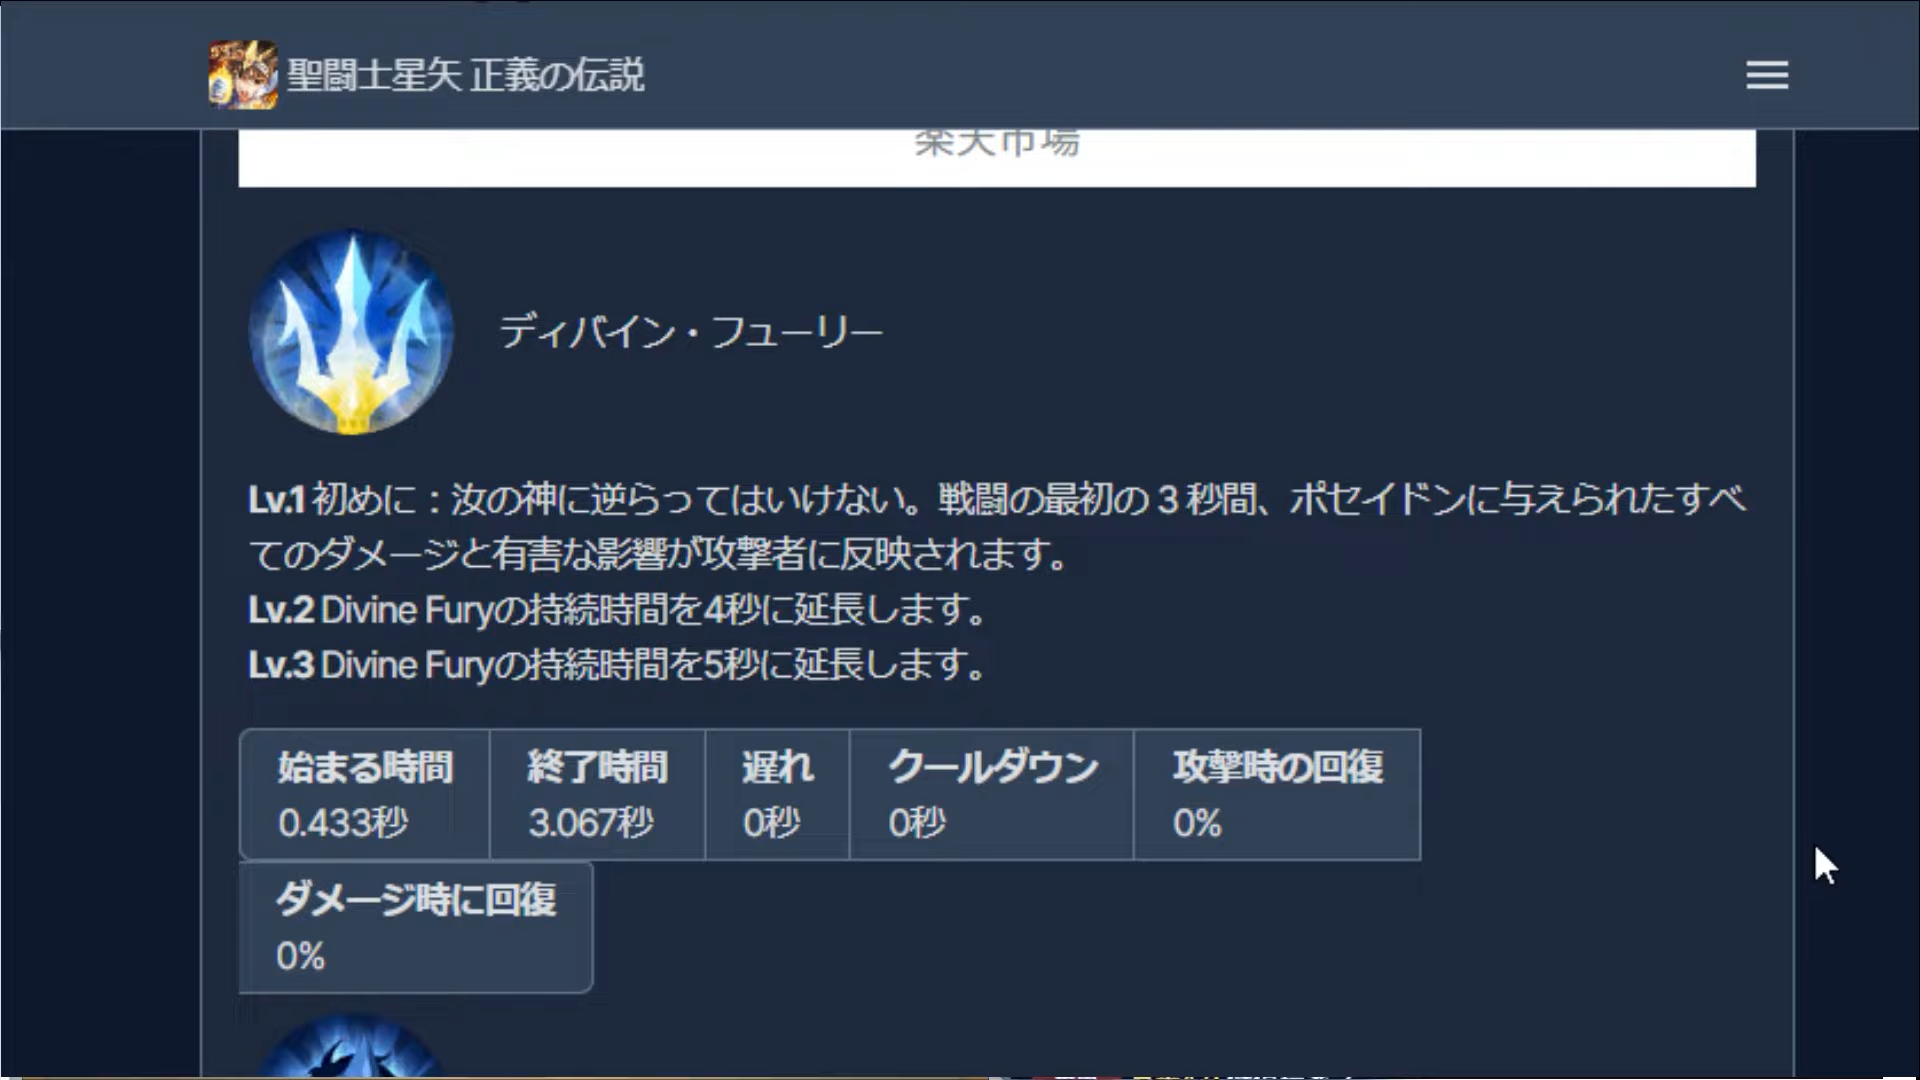 聖闘士星矢 正義の伝説
楽天市場
ディバイン・フューリー
Lv.1 初めに：汝の神に逆らってはいけない。戦闘の最初の 3 秒間、ポセイドンに与えられたすべ
てのダメージと有害な影響が攻撃者に反映されます。
Lv.2 Divine Furyの持続時間を4秒に延長します。
Lv.3 Divine Furyの持続時間を5秒に延長します。
始まる時間 終了時間 遅れ クールダウン 攻撃時の回復
0.433秒 3.067秒 0秒 0秒 0%
ダメージ時に回復
0%